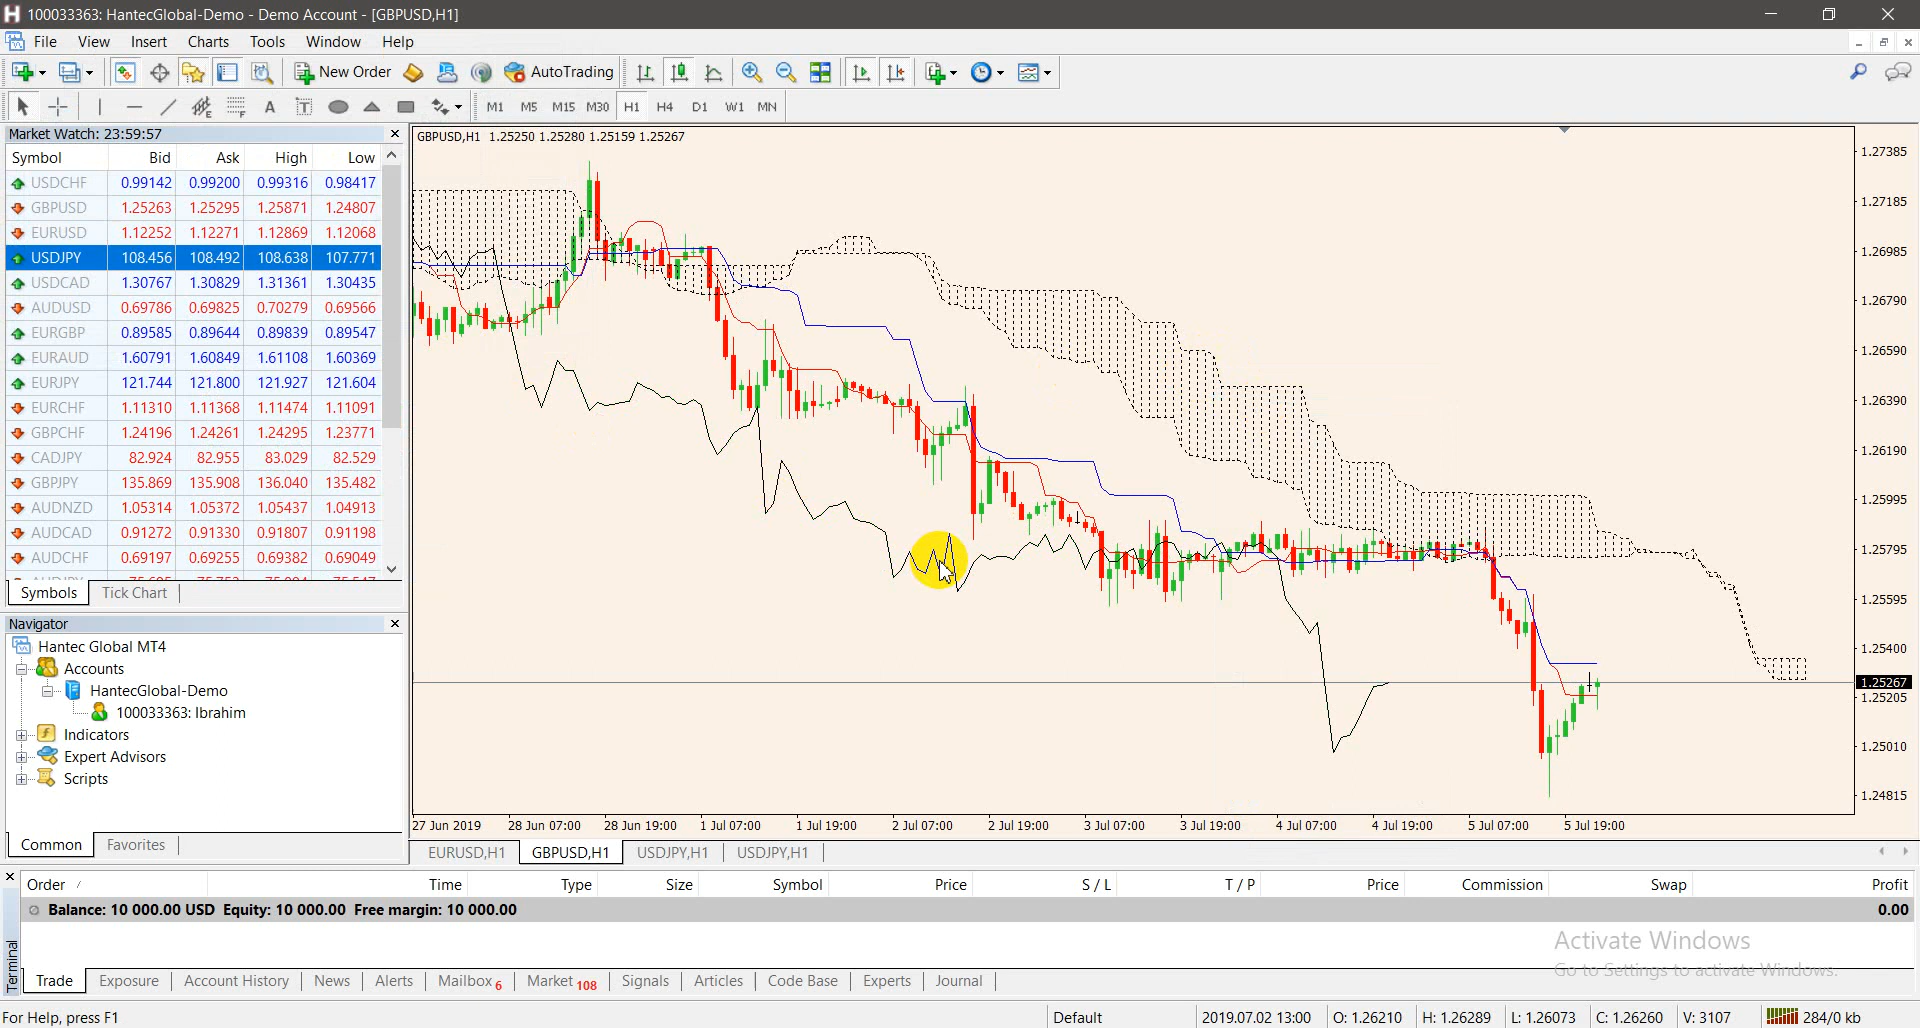 100033363: HantecGlobal-Demo - Demo Account - [GBPUSD,H1]
File View Insert Charts Tools Window Help
New Order AutoTrading
A T M1 M5 M15 M30 H1 H4 D1 W1 MN
Market Watch: 23:59:57
Symbol Bid Ask High Low
USDCHF 0.99142 0.99200 0.99316 0.98417
GBPUSD 1.25263 1.25295 1.25871 1.24807
EURUSD 1.12252 1.12271 1.12869 1.12068
USDJPY 108.456 108.492 108.638 107.771
USDCAD 1.30767 1.30829 1.31361 1.30435
AUDUSD 0.69786 0.69825 0.70279 0.69566
EURGBP 0.89585 0.89644 0.89839 0.89547
EURAUD 1.60791 1.60849 1.61108 1.60369
EURJPY 121.744 121.800 121.927 121.604
EURCHF 1.11310 1.11368 1.11474 1.11091
GBPCHF 1.24196 1.24261 1.24295 1.23771
CADJPY 82.924 82.955 83.029 82.529
GBPJPY 135.869 135.908 136.040 135.482
AUDNZD 1.05314 1.05372 1.05437 1.04913
AUDCAD 0.91272 0.91330 0.91807 0.91198
AUDCHF 0.69197 0.69255 0.69382 0.69049
Symbols Tick Chart
Navigator
Hantec Global MT4
Accounts
HantecGlobal-Demo
100033363: Ibrahim
Indicators
Expert Advisors
Scripts
Common Favorites
GBPUSD,H1 1.25250 1.25280 1.25159 1.25267
1.27385
1.27185
1.26985
1.26790
1.26590
1.26390
1.26190
1.25995
1.25795
1.25595
1.25400
1.25267
1.25205
1.25010
1.24815
27 Jun 2019 28 Jun 07:00 28 Jun 19:00 1 Jul 07:00 1 Jul 19:00 2 Jul 07:00 2 Jul 19:00 3 Jul 07:00 3 Jul 19:00 4 Jul 07:00 4 Jul 19:00 5 Jul 07:00 5 Jul 19:00
EURUSD,H1 GBPUSD,H1 USDJPY,H1 USDJPY,H1
Order / Time Type Size Symbol Price S / L T / P Price Commission Swap Profit
Balance: 10 000.00 USD Equity: 10 000.00 Free margin: 10 000.00 0.00
Activate Windows
Go to Settings to activate Windows.
Terminal
Trade Exposure Account History News Alerts Mailbox 6 Market 108 Signals Articles Code Base Experts Journal
For Help, press F1 Default 2019.07.02 13:00 O: 1.26210 H: 1.26289 L: 1.26073 C: 1.26260 V: 3107 284/0 kb